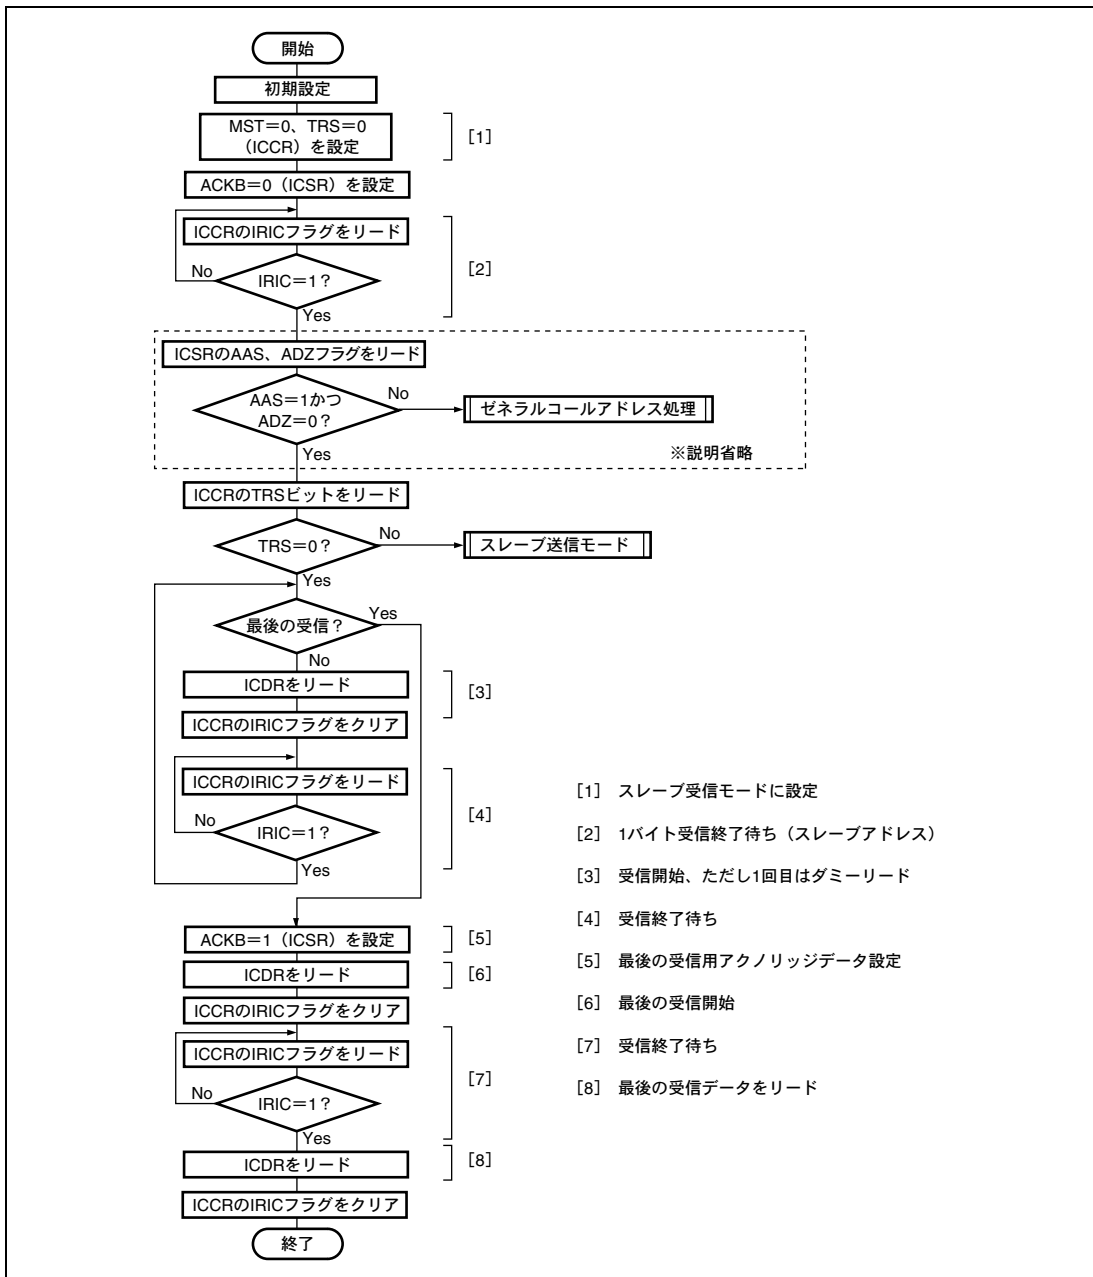 開始
初期設定
MST＝0、TRS＝0
（ICCR）を設定
[1]
ACKB＝0（ICSR）を設定
ICCRのIRICフラグをリード
[2]
No
IRIC＝1？
Yes
ICSRのAAS、ADZフラグをリード
AAS＝1かつ
ADZ＝0？
No
ゼネラルコールアドレス処理
Yes
※説明省略
ICCRのTRSビットをリード
TRS＝0？
No
スレーブ送信モード
Yes
最後の受信？
Yes
No
ICDRをリード
[3]
ICCRのIRICフラグをクリア
ICCRのIRICフラグをリード
[4]
No
IRIC＝1？
Yes
ACKB＝1（ICSR）を設定
[5]
ICDRをリード
[6]
ICCRのIRICフラグをクリア
ICCRのIRICフラグをリード
[7]
No
IRIC＝1？
Yes
ICDRをリード
[8]
ICCRのIRICフラグをクリア
終了
[1] スレーブ受信モードに設定
[2] 1バイト受信終了待ち（スレーブアドレス）
[3] 受信開始、ただし1回目はダミーリード
[4] 受信終了待ち
[5] 最後の受信用アクノリッジデータ設定
[6] 最後の受信開始
[7] 受信終了待ち
[8] 最後の受信データをリード